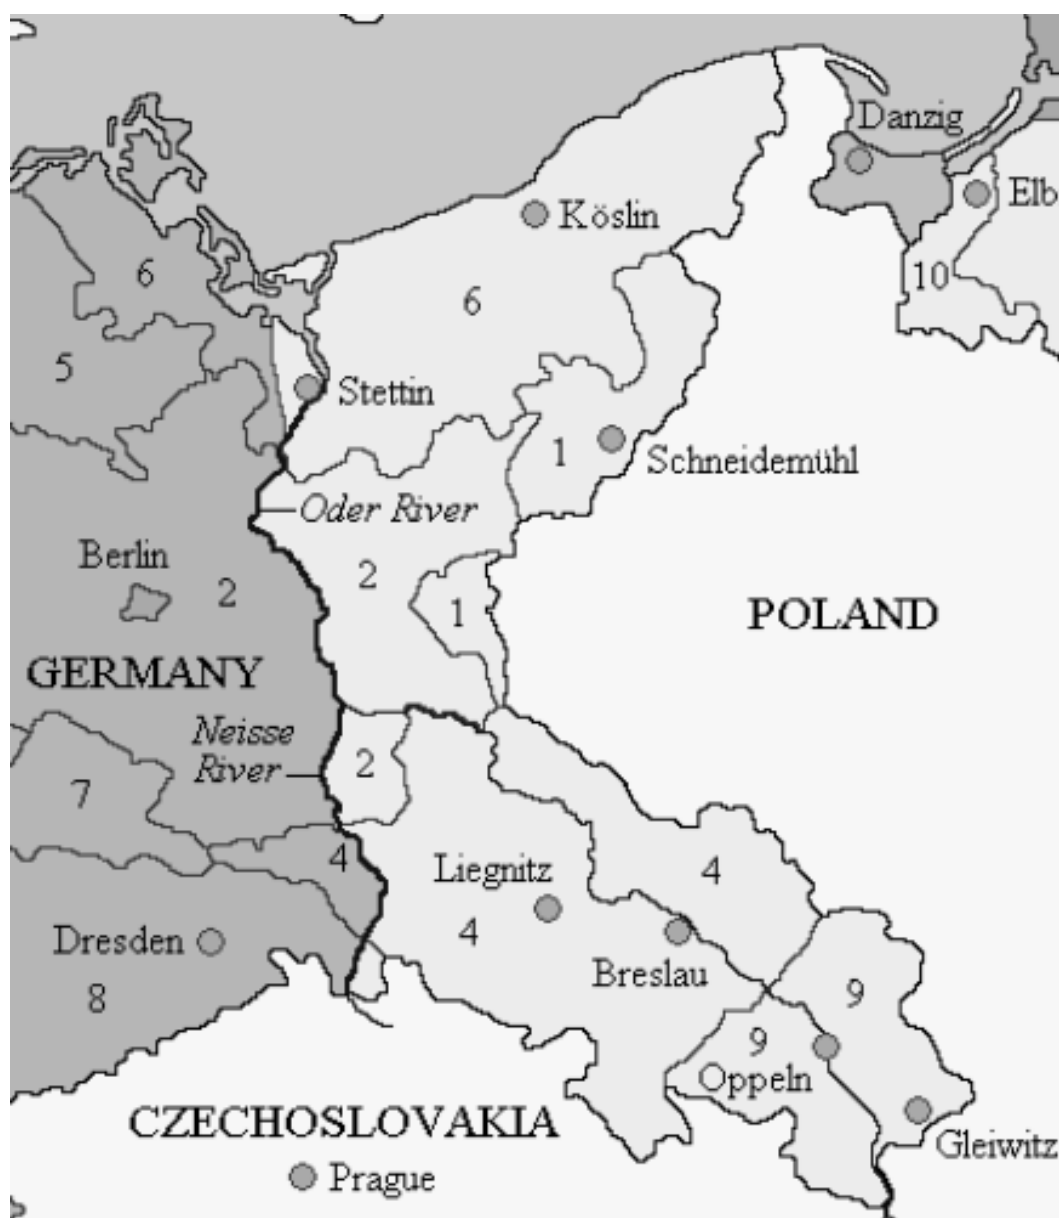 Danzig
Elb
Köslin
6
10
6
5
Stettin
1
Schneidemühl
Oder River
Berlin
2
2
1
POLAND
GERMANY
Neisse
River
2
7
4
Liegnitz
4
4
Dresden
Breslau
8
9
9
Oppeln
CZECHOSLOVAKIA
Gleiwitz
Prague